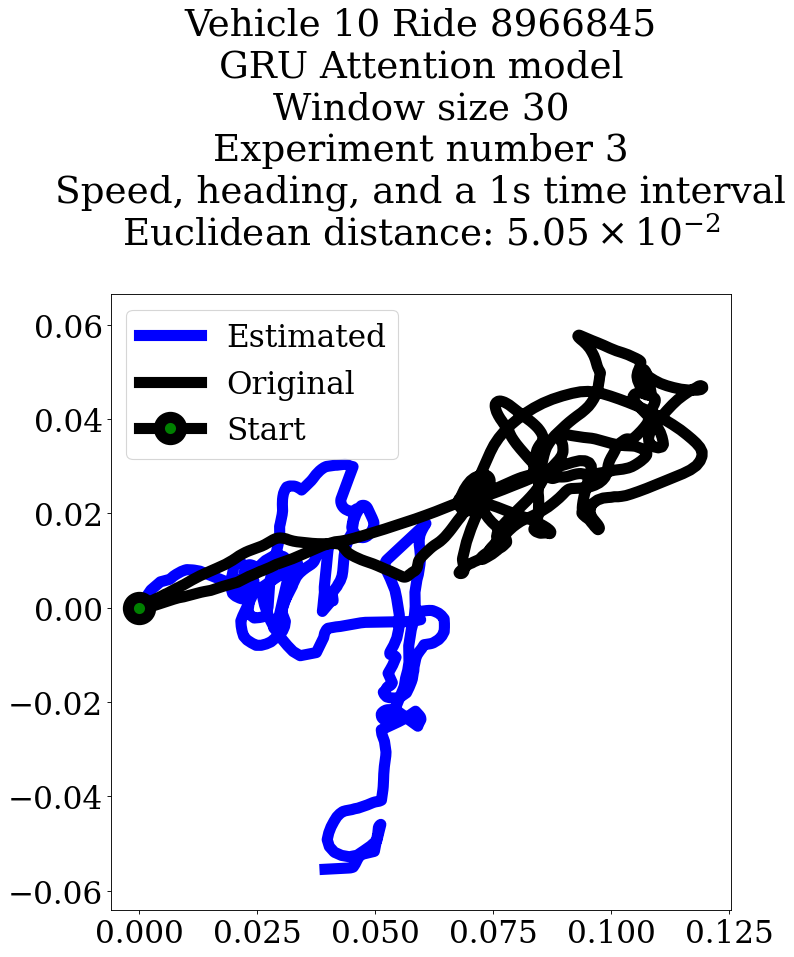 Vehicle 10 Ride 8966845
GRU Attention model
Window size 30
Experiment number 3
Speed, heading, and a 1s time interval
Euclidean distance: 5.05 × 10⁻²
Estimated
Original
Start
0.06
0.04
0.02
0.00
−0.02
−0.04
−0.06
0.000 0.025 0.050 0.075 0.100 0.125